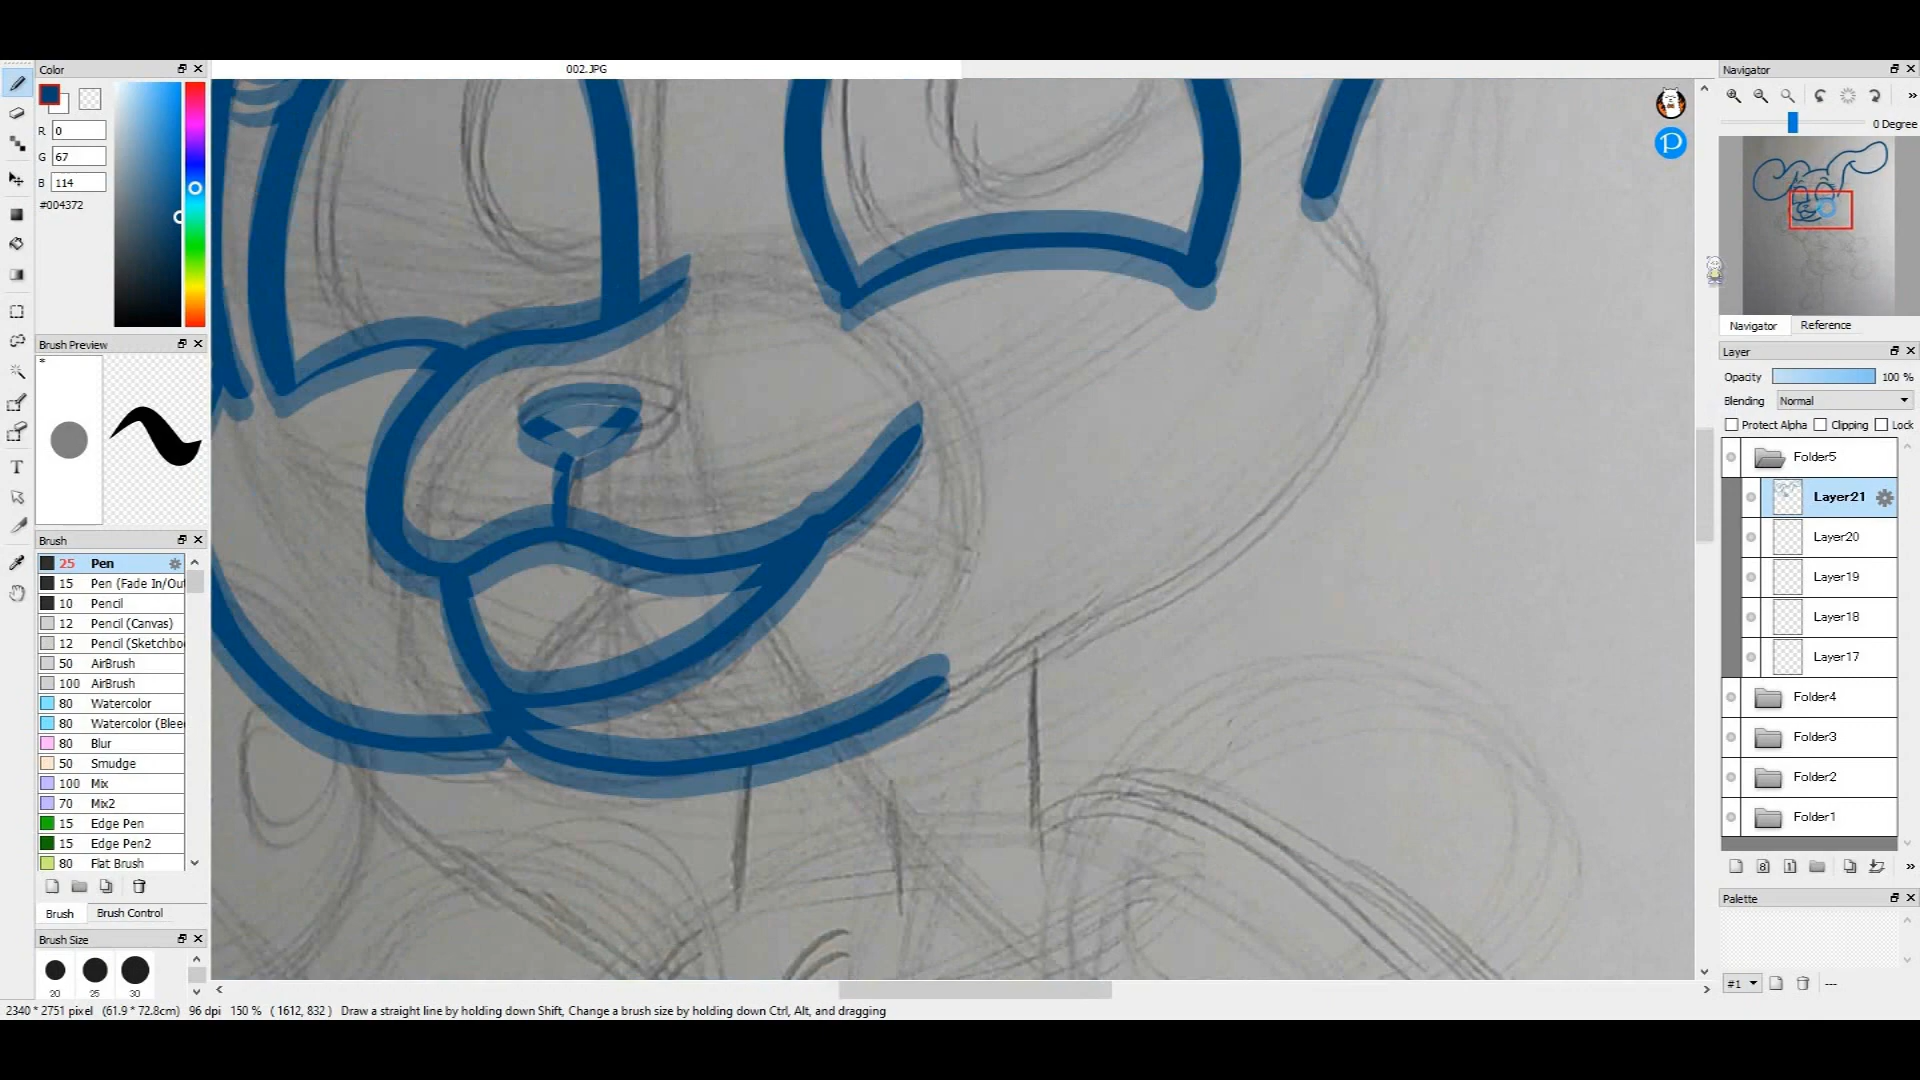 Color
002.JPG
Navigator
R 0
G 67
B 114
#004372
0 Degree
Brush Preview
*
Navigator Reference
Layer
Opacity 100 %
Blending Normal
Protect Alpha Clipping Lock
Folder5
Layer21
Layer20
Layer19
Layer18
Layer17
Folder4
Folder3
Folder2
Folder1
Brush
25 Pen
15 Pen (Fade In/Out
10 Pencil
12 Pencil (Canvas)
12 Pencil (Sketchbo
50 AirBrush
100 AirBrush
80 Watercolor
80 Watercolor (Blee
80 Blur
50 Smudge
100 Mix
70 Mix2
15 Edge Pen
15 Edge Pen2
80 Flat Brush
Brush Brush Control
Brush Size
20 25 30
Palette
#1 ---
2340 * 2751 pixel (61.9 * 72.8cm) 96 dpi 150 % ( 1612, 832 ) Draw a straight line by holding down Shift, Change a brush size by holding down Ctrl, Alt, and dragging